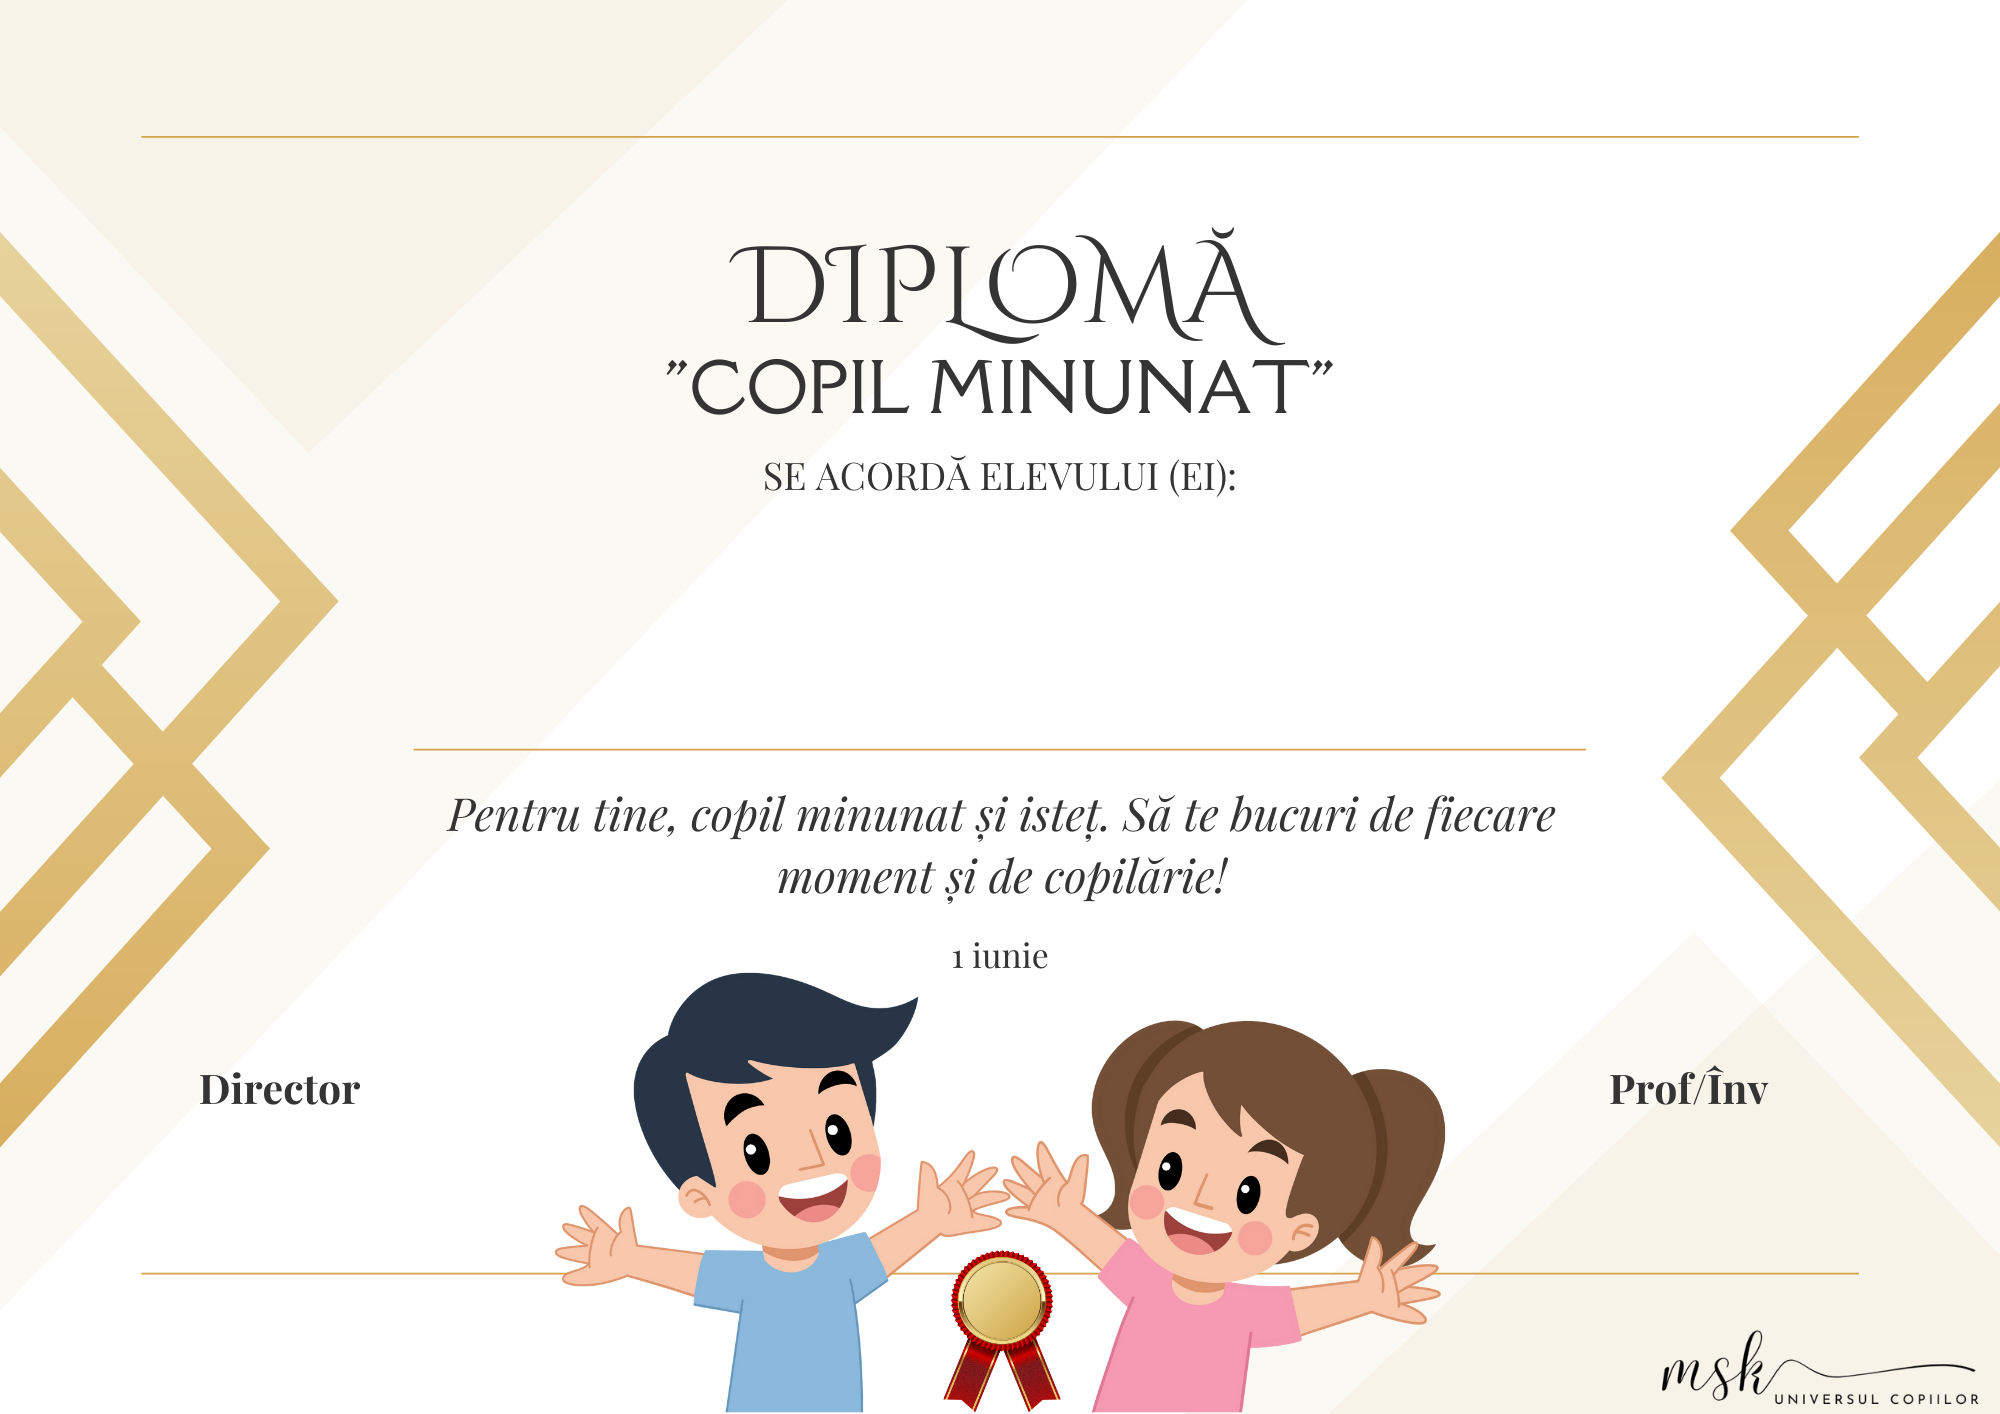 DIPLOMĂ
”COPIL MINUNAT”
SE ACORDĂ ELEVULUI (EI):
Pentru tine, copil minunat și isteț. Să te bucuri de fiecare
moment și de copilărie!
1 iunie
Director
Prof/Înv
msk
UNIVERSUL COPIILOR